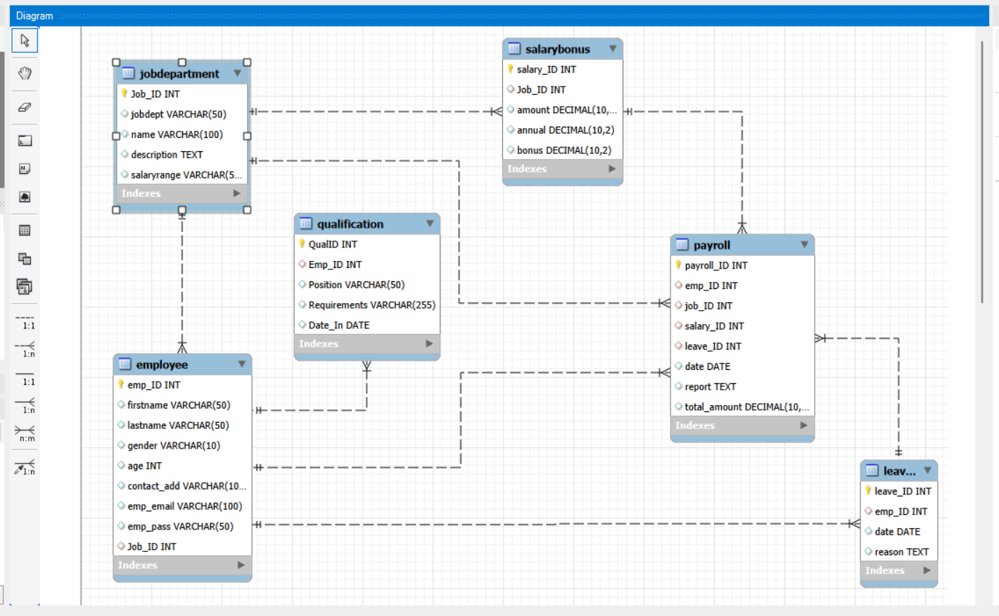 Diagram
jobdepartment
Job_ID INT
jobdept VARCHAR(50)
name VARCHAR(100)
description TEXT
salaryrange VARCHAR(5...
Indexes
salarybonus
salary_ID INT
Job_ID INT
amount DECIMAL(10,...
annual DECIMAL(10,2)
bonus DECIMAL(10,2)
Indexes
qualification
QualID INT
Emp_ID INT
Position VARCHAR(50)
Requirements VARCHAR(255)
Date_In DATE
Indexes
payroll
payroll_ID INT
emp_ID INT
job_ID INT
salary_ID INT
leave_ID INT
date DATE
report TEXT
total_amount DECIMAL(10,...
Indexes
employee
emp_ID INT
firstname VARCHAR(50)
lastname VARCHAR(50)
gender VARCHAR(10)
age INT
contact_add VARCHAR(10...
emp_email VARCHAR(100)
emp_pass VARCHAR(50)
Job_ID INT
Indexes
leav...
leave_ID INT
emp_ID INT
date DATE
reason TEXT
Indexes
1:1
1:n
1:1
1:n
n:m
1:n